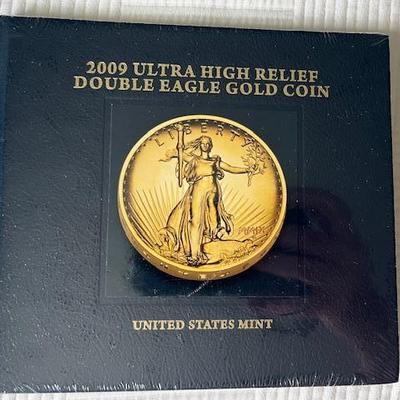 2009 ULTRA HIGH RELIEF
DOUBLE EAGLE GOLD COIN
LIBERTY
MMIX
UNITED STATES MINT